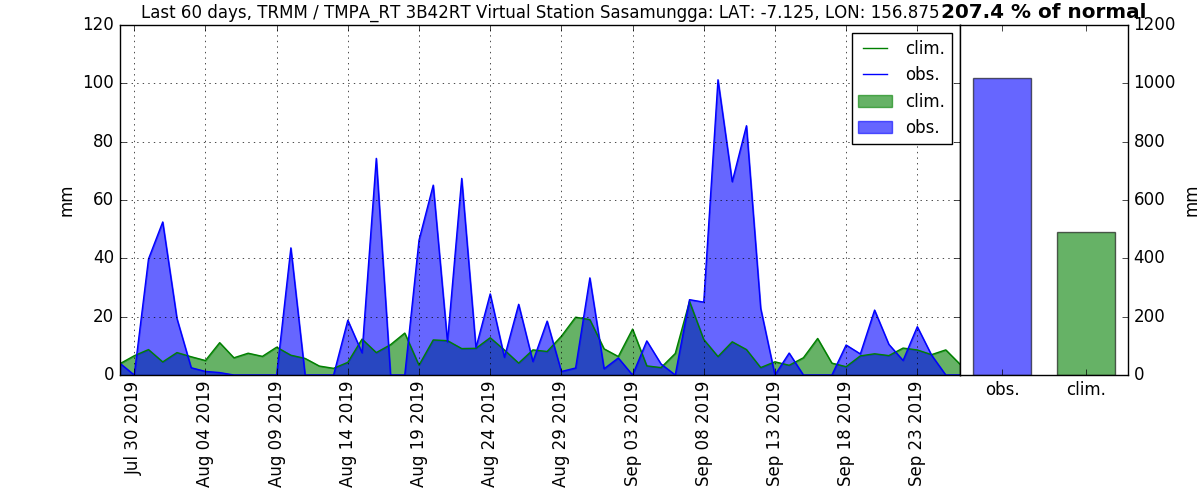 Last 60 days, TRMM / TMPA_RT 3B42RT Virtual Station Sasamungga: LAT: -7.125, LON: 156.875
207.4 % of normal
120
100
80
60
40
20
0
mm
clim.
obs.
clim.
obs.
Jul 30 2019
Aug 04 2019
Aug 09 2019
Aug 14 2019
Aug 19 2019
Aug 24 2019
Aug 29 2019
Sep 03 2019
Sep 08 2019
Sep 13 2019
Sep 18 2019
Sep 23 2019
1200
1000
800
600
400
200
0
mm
obs.
clim.